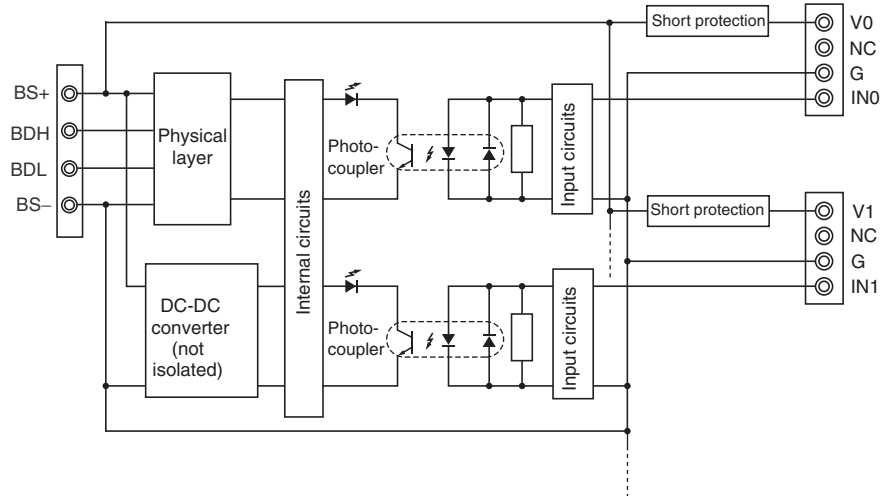 BS+
BDH
BDL
BS–
Physical
layer
DC-DC
converter
(not
isolated)
Internal circuits
Photo-
coupler
Input circuits
Short protection
V0
NC
G
IN0
Photo-
coupler
Input circuits
Short protection
V1
NC
G
IN1